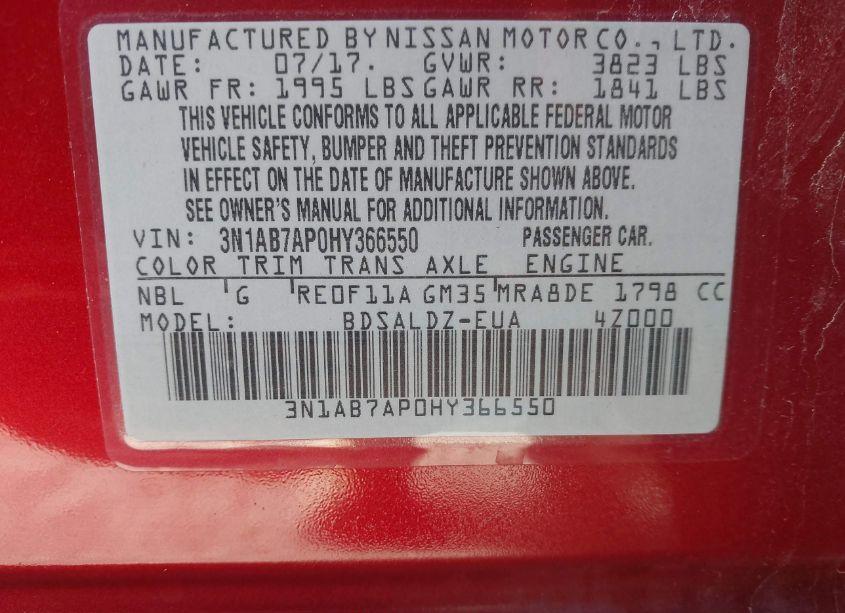 MANUFACTURED BY NISSAN MOTOR CO., LTD.
DATE: 07/17. GVWR: 3823 LBS
GAWR FR: 1995 LBS GAWR RR: 1841 LBS
THIS VEHICLE CONFORMS TO ALL APPLICABLE FEDERAL MOTOR
VEHICLE SAFETY, BUMPER AND THEFT PREVENTION STANDARDS
IN EFFECT ON THE DATE OF MANUFACTURE SHOWN ABOVE.
SEE OWNER'S MANUAL FOR ADDITIONAL INFORMATION.
VIN: 3N1AB7AP0HY366550 PASSENGER CAR.
COLOR TRIM TRANS AXLE ENGINE
NBL G RE0F11A GM35 MRA8DE 1798 CC
MODEL: BDSALDZ-EUA 4Z000
3N1AB7AP0HY366550